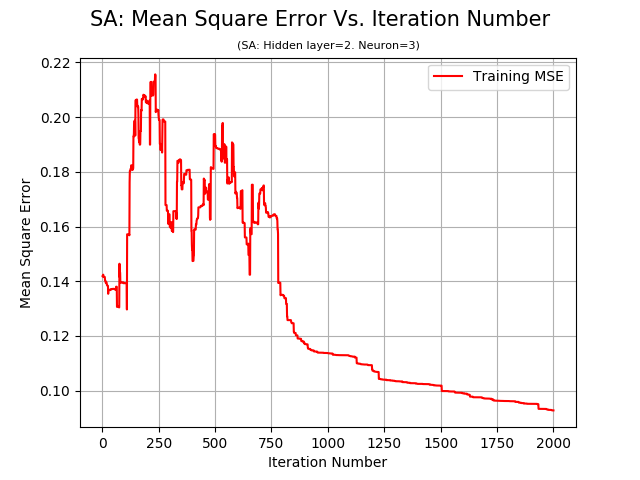 SA: Mean Square Error Vs. Iteration Number
(SA: Hidden layer=2. Neuron=3)
Training MSE
Mean Square Error
0.22
0.20
0.18
0.16
0.14
0.12
0.10
0 250 500 750 1000 1250 1500 1750 2000
Iteration Number